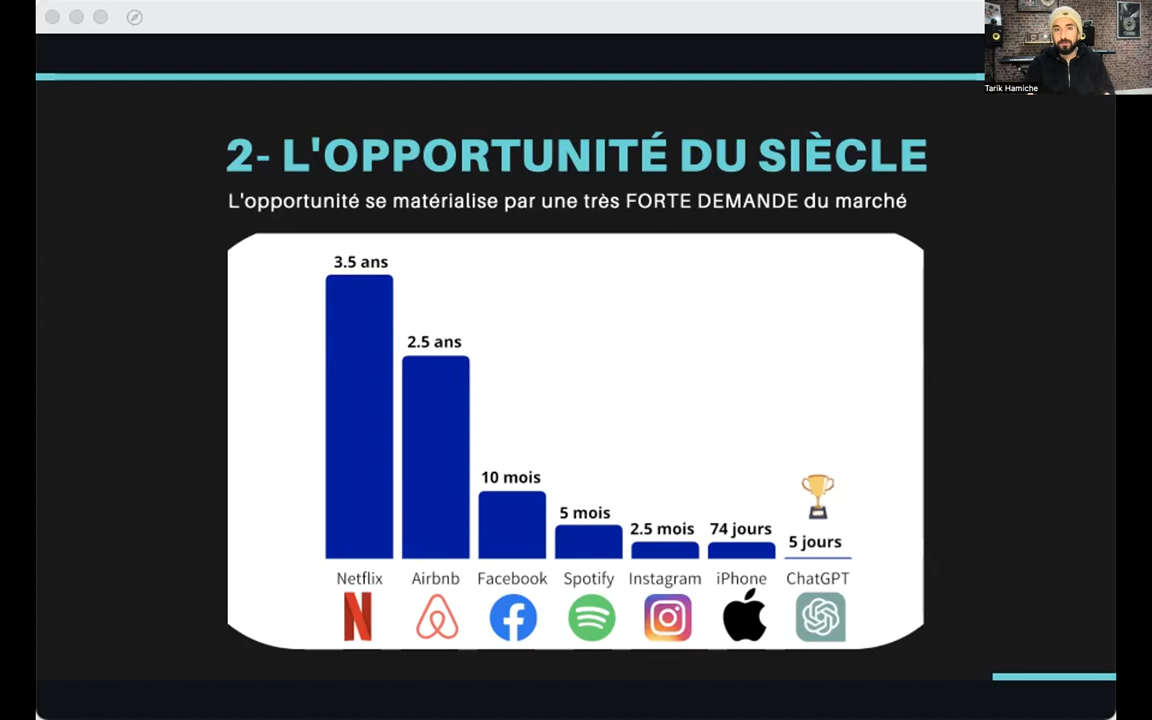 Tarik Hamiche
2- L'OPPORTUNITÉ DU SIÈCLE
L'opportunité se matérialise par une très FORTE DEMANDE du marché
3.5 ans
2.5 ans
10 mois
5 mois
2.5 mois
74 jours
5 jours
Netflix Airbnb Facebook Spotify Instagram iPhone ChatGPT